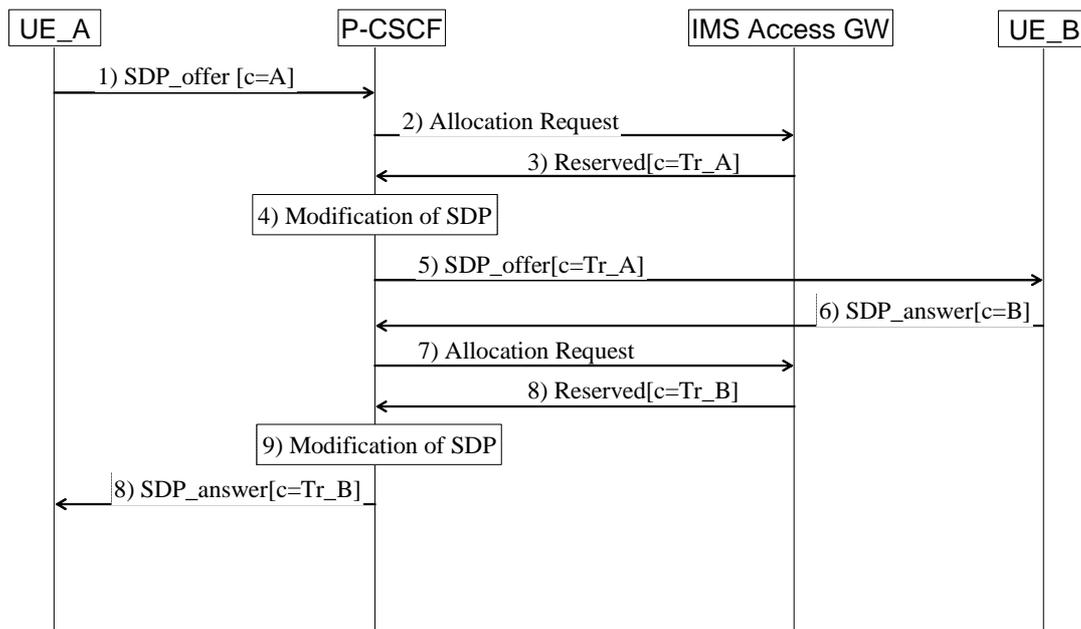 UE_A
P-CSCF
IMS Access GW
UE_B
1) SDP_offer [c=A]
2) Allocation Request
3) Reserved[c=Tr_A]
4) Modification of SDP
5) SDP_offer[c=Tr_A]
6) SDP_answer[c=B]
7) Allocation Request
8) Reserved[c=Tr_B]
9) Modification of SDP
8) SDP_answer[c=Tr_B]